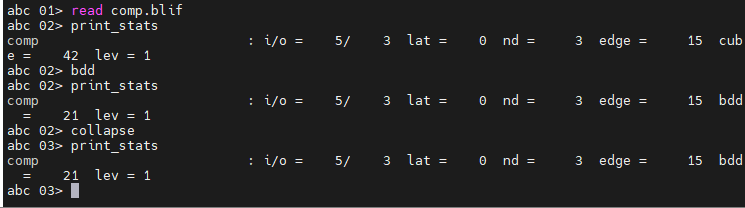 abc 01> read comp.blif
abc 02> print_stats
comp                          : i/o =    5/    3  lat =    0  nd =     3  edge =     15  cub
e =    42  lev = 1
abc 02> bdd
abc 02> print_stats
comp                          : i/o =    5/    3  lat =    0  nd =     3  edge =     15  bdd
  =    21  lev = 1
abc 02> collapse
abc 03> print_stats
comp                          : i/o =    5/    3  lat =    0  nd =     3  edge =     15  bdd
  =    21  lev = 1
abc 03>